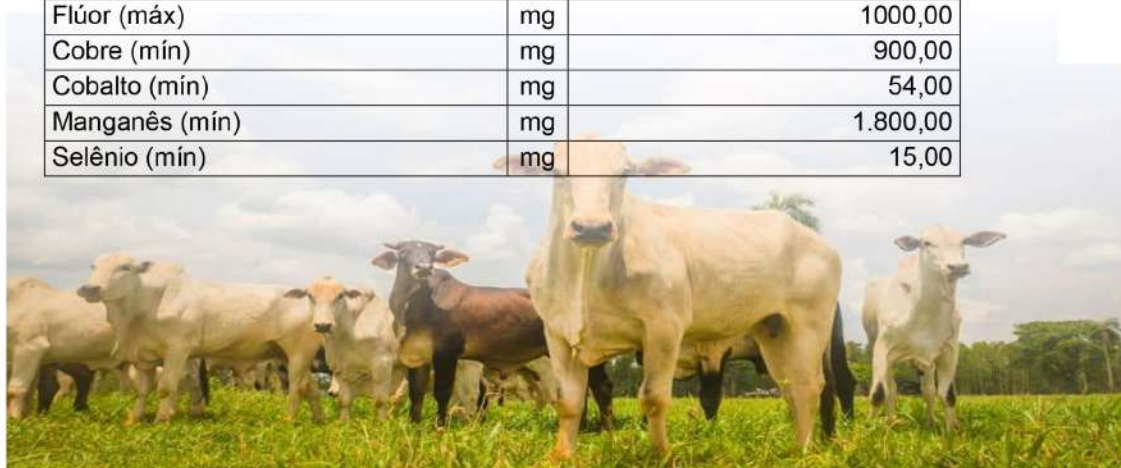 Flúor (máx) mg 1000,00
Cobre (mín) mg 900,00
Cobalto (mín) mg 54,00
Manganês (mín) mg 1.800,00
Selênio (mín) mg 15,00